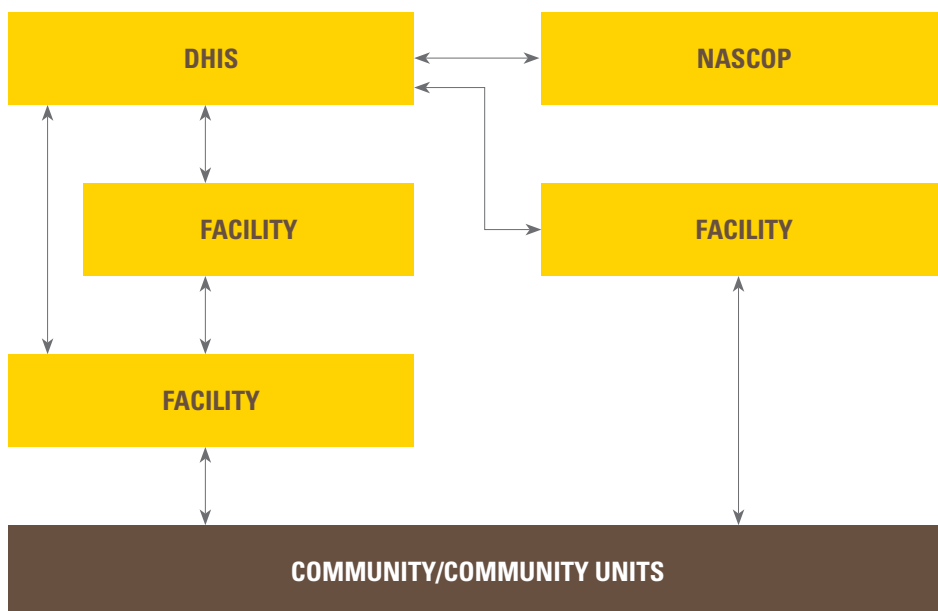 DHIS
NASCOP
FACILITY
FACILITY
FACILITY
COMMUNITY/COMMUNITY UNITS